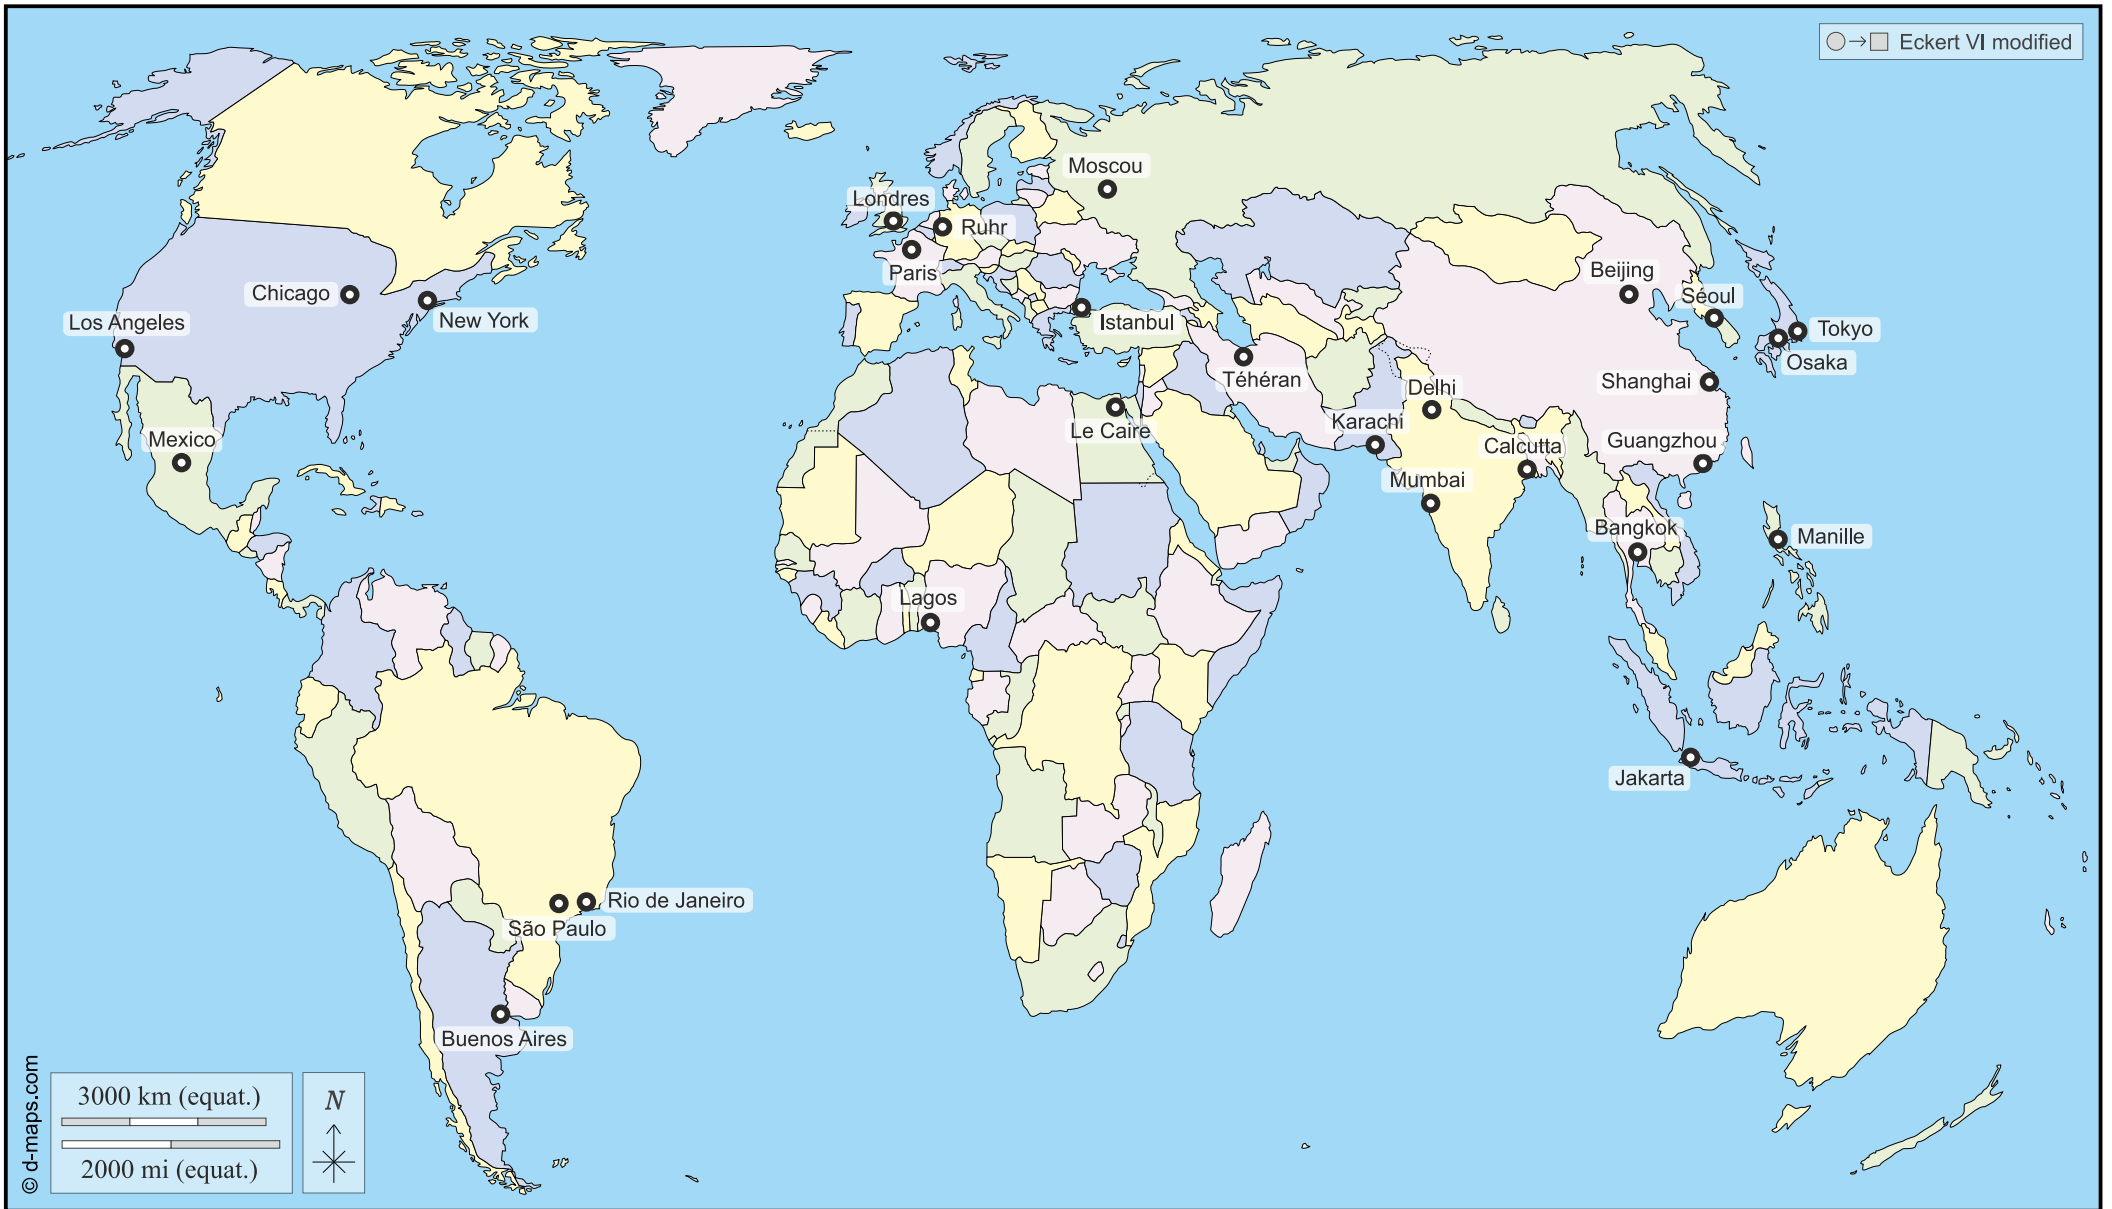 Eckert VI modified
Moscou
Londres
Ruhr
Paris
Beijing
Chicago
Séoul
Los Angeles
New York
Istanbul
Tokyo
Osaka
Téhéran
Shanghai
Delhi
Le Caire
Karachi
Mexico
Calcutta
Guangzhou
Mumbai
Bangkok
Manille
Lagos
Jakarta
Rio de Janeiro
São Paulo
Buenos Aires
3000 km (equat.)
2000 mi (equat.)
N
© d-maps.com